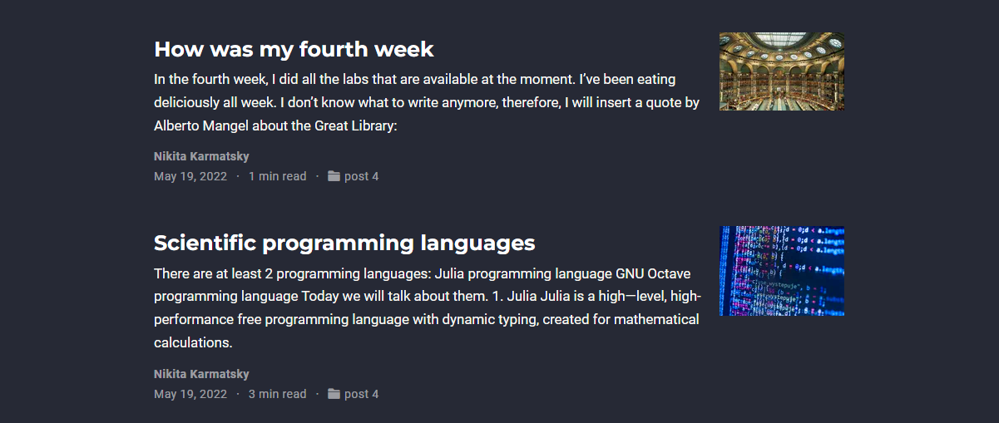 How was my fourth week
In the fourth week, I did all the labs that are available at the moment. I’ve been eating
deliciously all week. I don’t know what to write anymore, therefore, I will insert a quote by
Alberto Mangel about the Great Library:
Nikita Karmatsky
May 19, 2022 · 1 min read · post 4
Scientific programming languages
There are at least 2 programming languages: Julia programming language GNU Octave
programming language Today we will talk about them. 1. Julia Julia is a high—level, high-
performance free programming language with dynamic typing, created for mathematical
calculations.
Nikita Karmatsky
May 19, 2022 · 3 min read · post 4